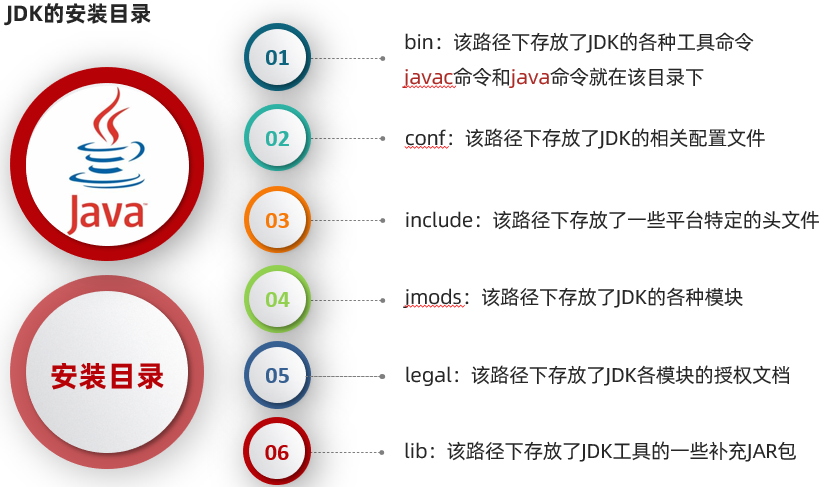 JDK的安装目录
Java
安装目录
01
bin：该路径下存放了JDK的各种工具命令
javac命令和java命令就在该目录下
02
conf：该路径下存放了JDK的相关配置文件
03
include：该路径下存放了一些平台特定的头文件
04
jmods：该路径下存放了JDK的各种模块
05
legal：该路径下存放了JDK各模块的授权文档
06
lib：该路径下存放了JDK工具的一些补充JAR包